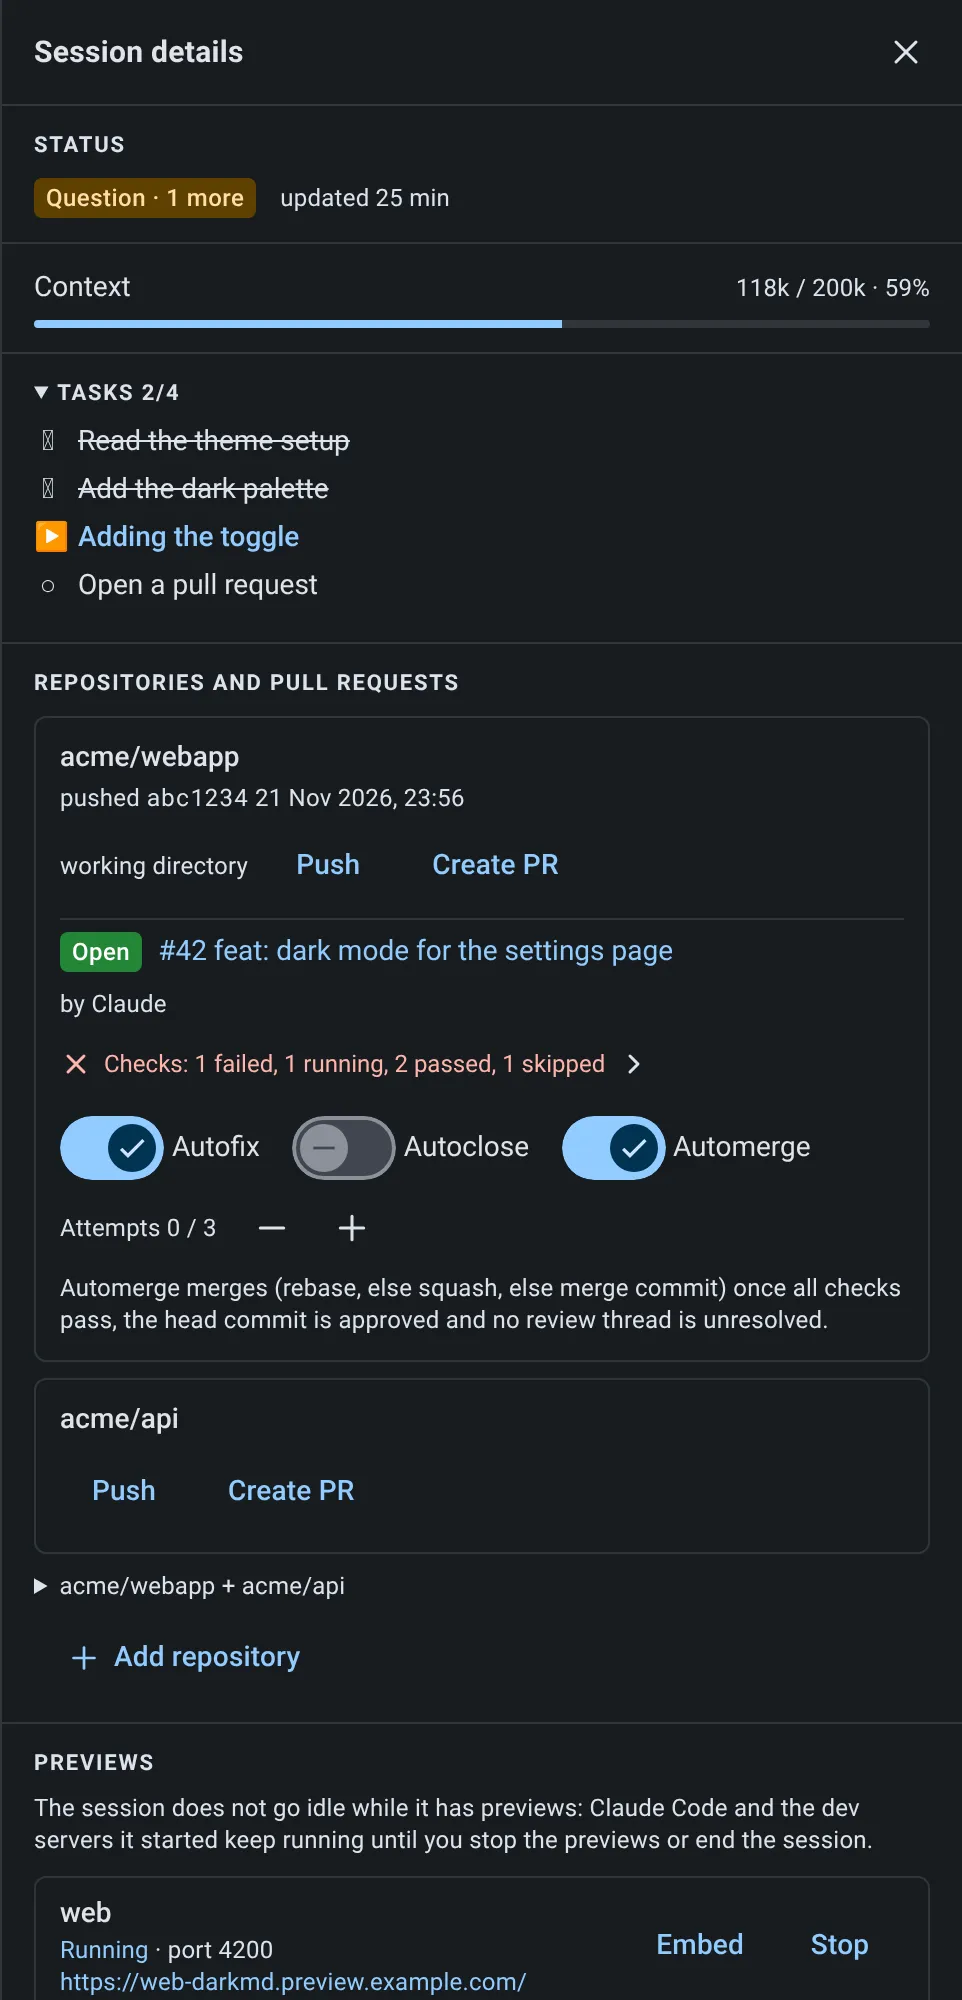 Session details
STATUS
Question · 1 more updated 25 min
Context 118k / 200k · 59%
▼ TASKS 2/4
Read the theme setup
Add the dark palette
▶️ Adding the toggle
○ Open a pull request
REPOSITORIES AND PULL REQUESTS
acme/webapp
pushed abc1234 21 Nov 2026, 23:56
working directory Push Create PR
Open #42 feat: dark mode for the settings page
by Claude
Checks: 1 failed, 1 running, 2 passed, 1 skipped
Autofix Autoclose Automerge
Attempts 0 / 3 — +
Automerge merges (rebase, else squash, else merge commit) once all checks
pass, the head commit is approved and no review thread is unresolved.
acme/api
Push Create PR
▶ acme/webapp + acme/api
+ Add repository
PREVIEWS
The session does not go idle while it has previews: Claude Code and the dev
servers it started keep running until you stop the previews or end the session.
web
Running · port 4200 Embed Stop
https://web-darkmd.preview.example.com/